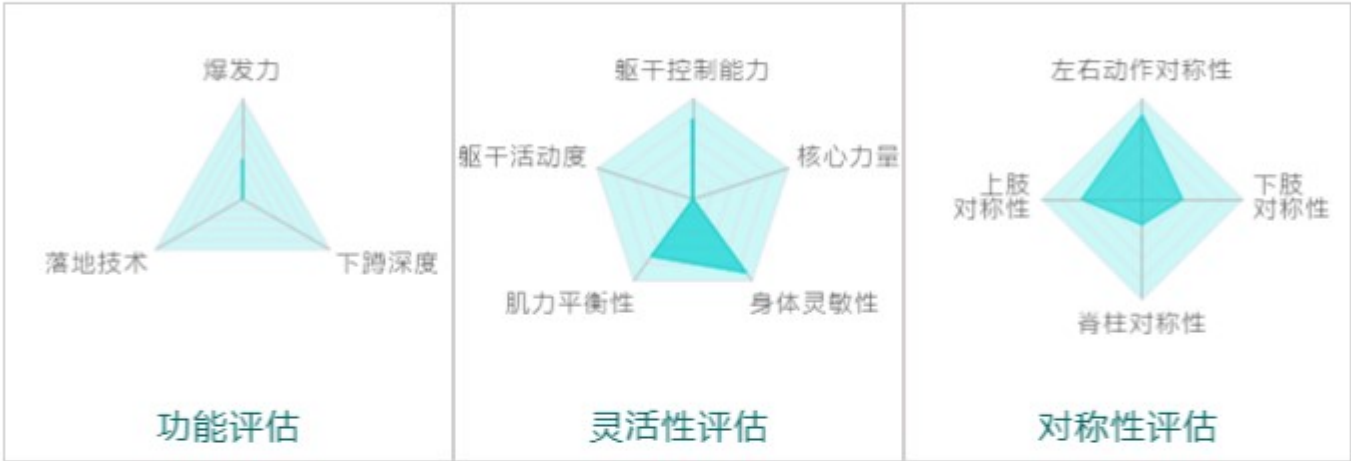 爆发力
落地技术
下蹲深度
功能评估
躯干控制能力
躯干活动度
核心力量
肌力平衡性
身体灵敏性
灵活性评估
左右动作对称性
上肢
对称性
下肢
对称性
脊柱对称性
对称性评估